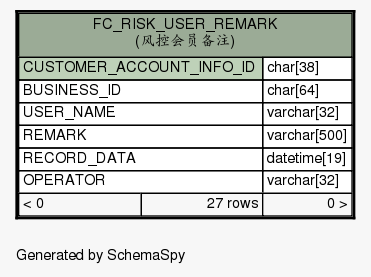 FC_RISK_USER_REMARK
(风控会员备注)
CUSTOMER_ACCOUNT_INFO_ID char[38]
BUSINESS_ID char[64]
USER_NAME varchar[32]
REMARK varchar[500]
RECORD_DATA datetime[19]
OPERATOR varchar[32]
< 0 27 rows 0 >
Generated by SchemaSpy